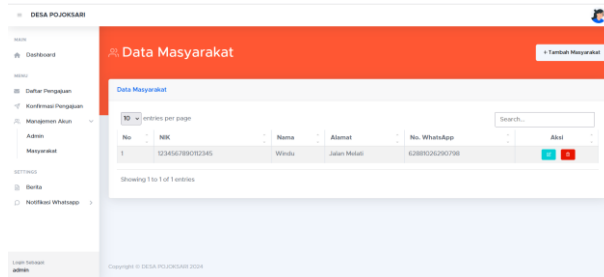 DESA POJOKSARI
MAIN
Dashboard
MENU
Daftar Pengajuan
Konfirmasi Pengajuan
Manajemen Akun
Admin
Masyarakat
SETTINGS
Berita
Notifikasi Whatsapp
Login Sebagai:
admin
Data Masyarakat
+ Tambah Masyarakat
Data Masyarakat
10 entries per page
Search...
No NIK Nama Alamat No. WhatsApp Aksi
1 1234567890112345 Windu Jalan Melati 62881026290798
Showing 1 to 1 of 1 entries
Copyright © DESA POJOKSARI 2024